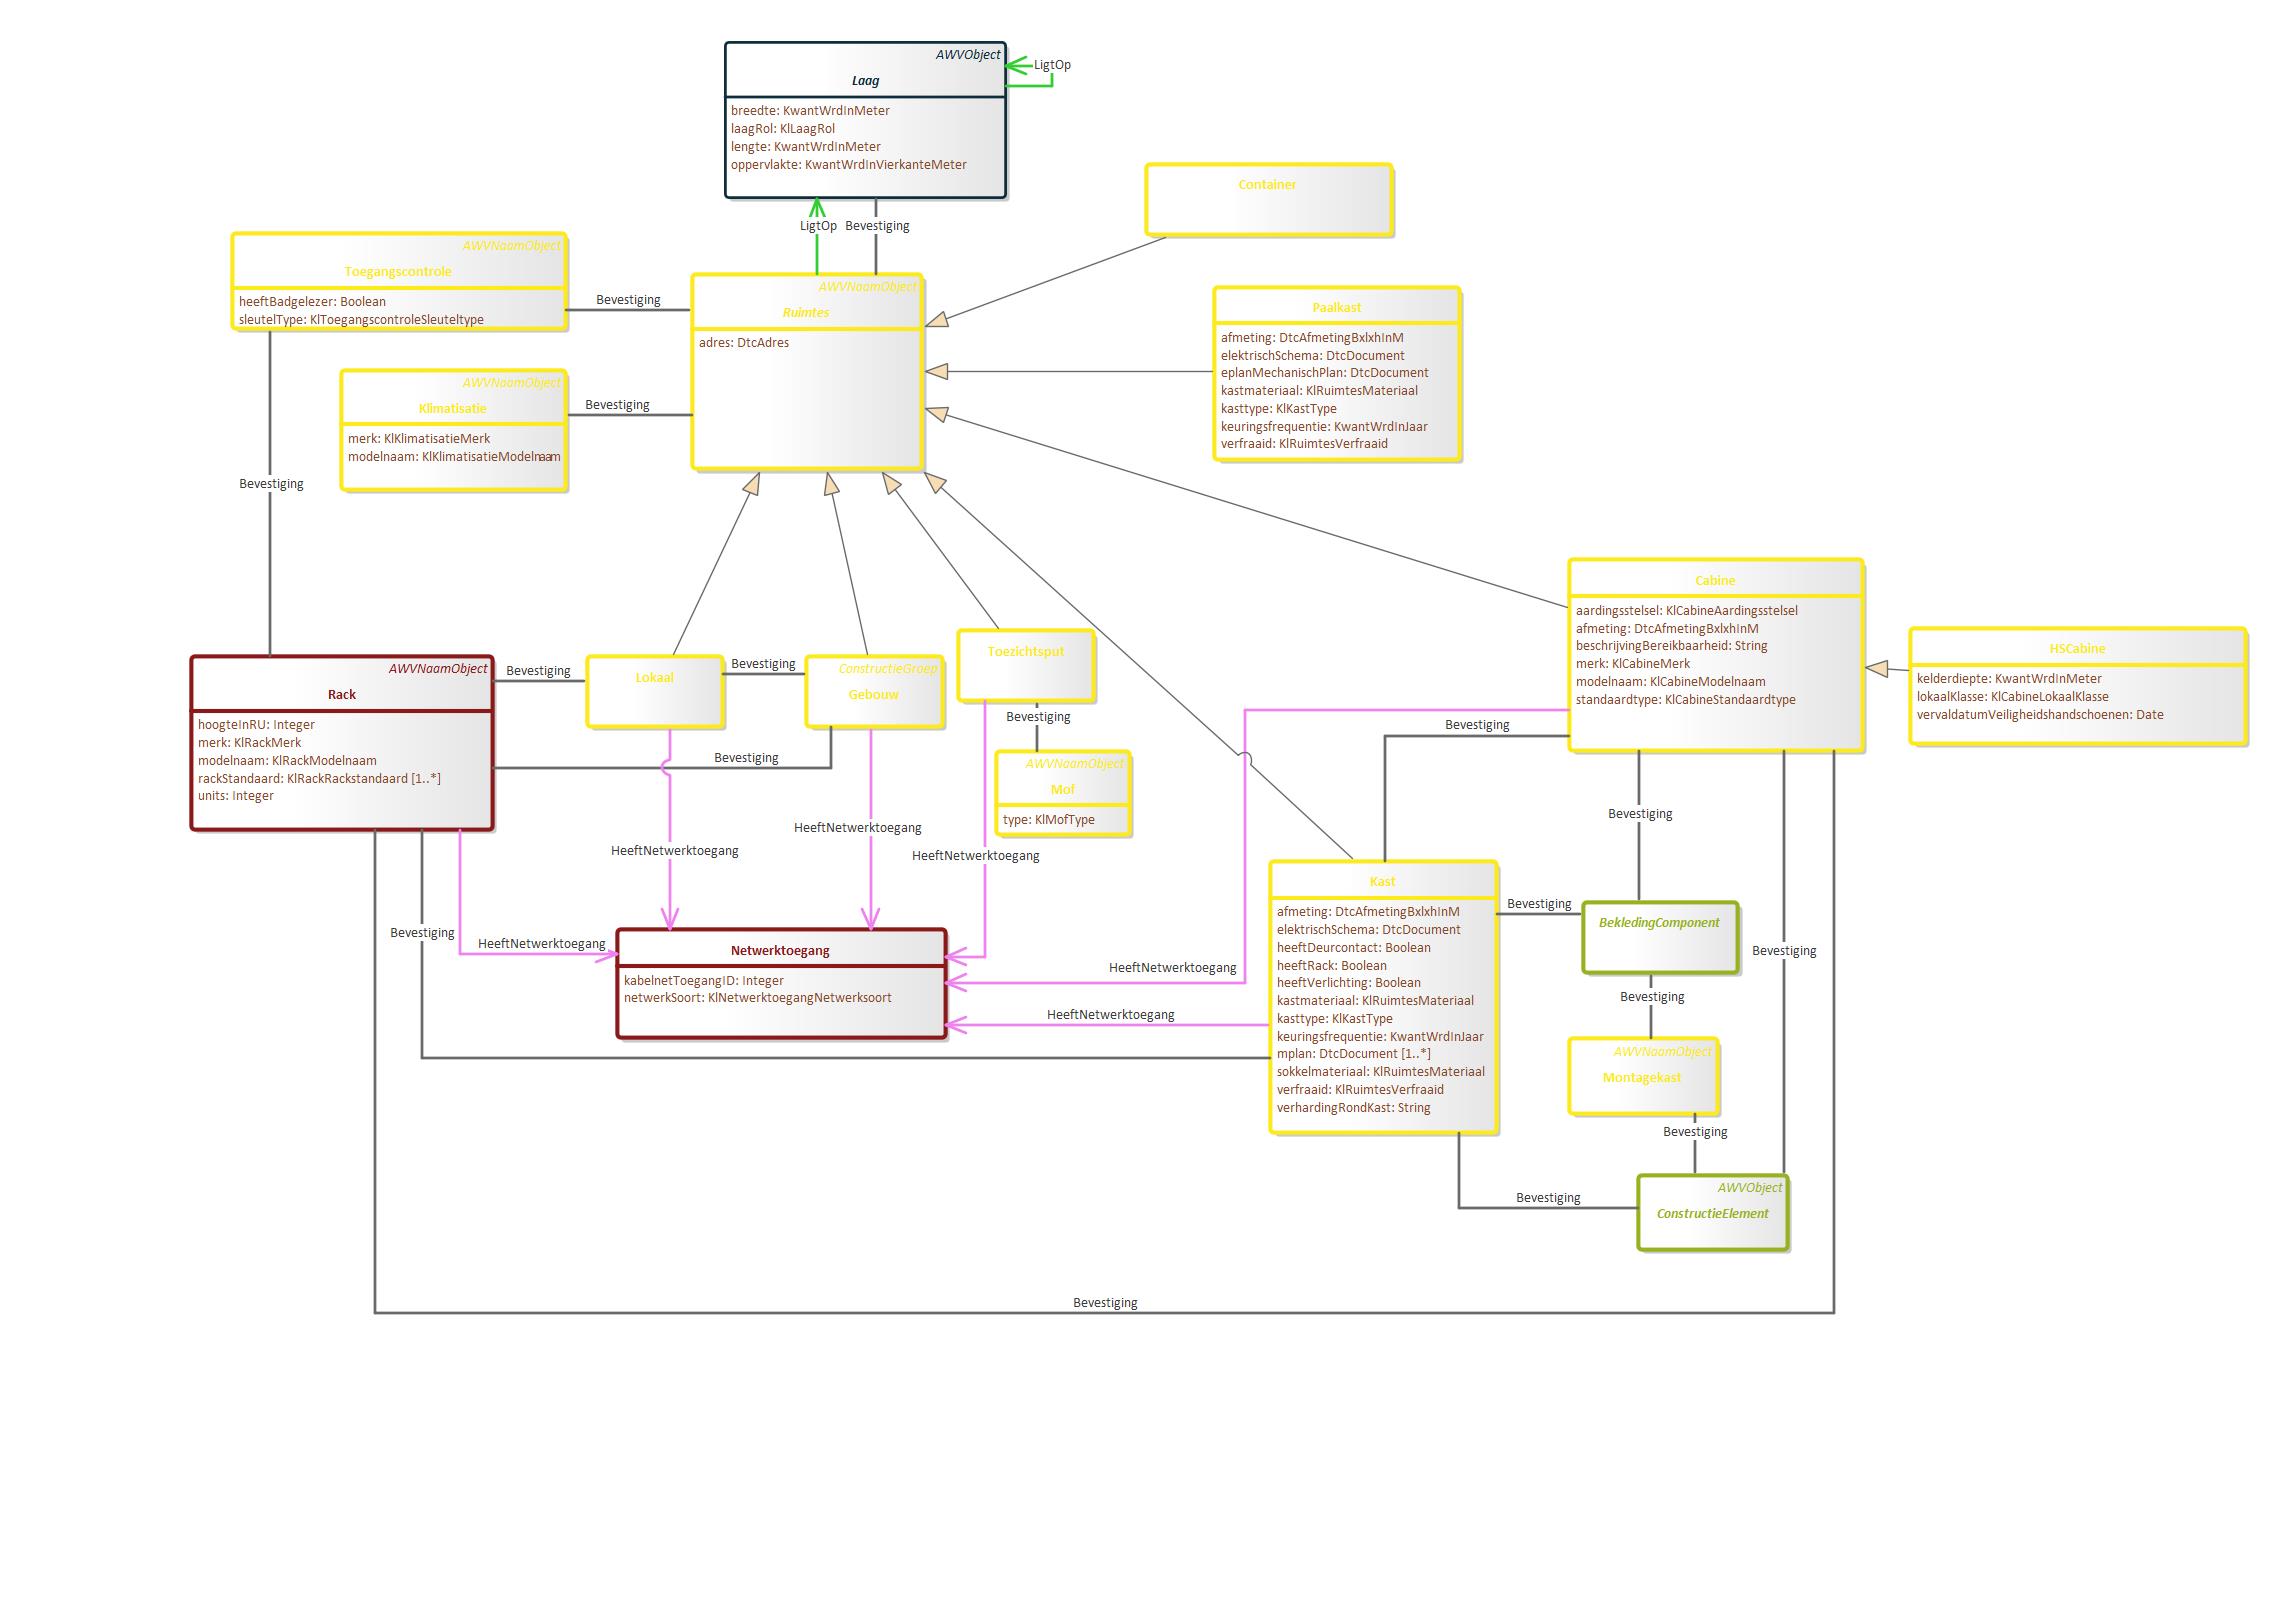 AWVObject
Laag
breedte: KwantWrdInMeter
laagRol: KlLaagRol
lengte: KwantWrdInMeter
oppervlakte: KwantWrdInVierkanteMeter
LigtOp
LigtOp
Bevestiging
Container
AWVNaamObject
Toegangscontrole
heeftBadgelezer: Boolean
sleutelType: KlToegangscontroleSleuteltype
Bevestiging
AWVNaamObject
Ruimtes
adres: DtcAdres
Paalkast
afmeting: DtcAfmetingBxlxhInM
elektrischSchema: DtcDocument
eplanMechanischPlan: DtcDocument
kastmateriaal: KlRuimtesMateriaal
kasttype: KlKastType
keuringsfrequentie: KwantWrdInJaar
verfraaid: KlRuimtesVerfraaid
AWVNaamObject
Klimatisatie
merk: KlKlimatisatieMerk
modelnaam: KlKlimatisatieModelnaam
Bevestiging
Bevestiging
Cabine
aardingsstelsel: KlCabineAardingsstelsel
afmeting: DtcAfmetingBxlxhInM
beschrijvingBereikbaarheid: String
merk: KlCabineMerk
modelnaam: KlCabineModelnaam
standaardtype: KlCabineStandaardtype
HSCabine
kelderdiepte: KwantWrdInMeter
lokaalKlasse: KlCabineLokaalKlasse
vervaldatumVeiligheidshandschoenen: Date
AWVNaamObject
Rack
hoogteInRU: Integer
merk: KlRackMerk
modelnaam: KlRackModelnaam
rackStandaard: KlRackRackstandaard [1..*]
units: Integer
Bevestiging
Lokaal
Bevestiging
ConstructieGroep
Gebouw
Toezichtsput
Bevestiging
Bevestiging
Bevestiging
AWVNaamObject
Mof
type: KlMofType
HeeftNetwerktoegang
HeeftNetwerktoegang
HeeftNetwerktoegang
Bevestiging
Bevestiging
HeeftNetwerktoegang
Netwerktoegang
kabelnetToegangID: Integer
netwerkSoort: KlNetwerktoegangNetwerksoort
HeeftNetwerktoegang
HeeftNetwerktoegang
Kast
afmeting: DtcAfmetingBxlxhInM
elektrischSchema: DtcDocument
heeftDeurcontact: Boolean
heeftRack: Boolean
heeftVerlichting: Boolean
kastmateriaal: KlRuimtesMateriaal
kasttype: KlKastType
keuringsfrequentie: KwantWrdInJaar
mplan: DtcDocument [1..*]
sokkelmateriaal: KlRuimtesMateriaal
verfraaid: KlRuimtesVerfraaid
verhardingRondKast: String
Bevestiging
Bevestiging
BekledingComponent
Bevestiging
Bevestiging
AWVNaamObject
Montagekast
Bevestiging
AWVObject
ConstructieElement
Bevestiging
Bevestiging